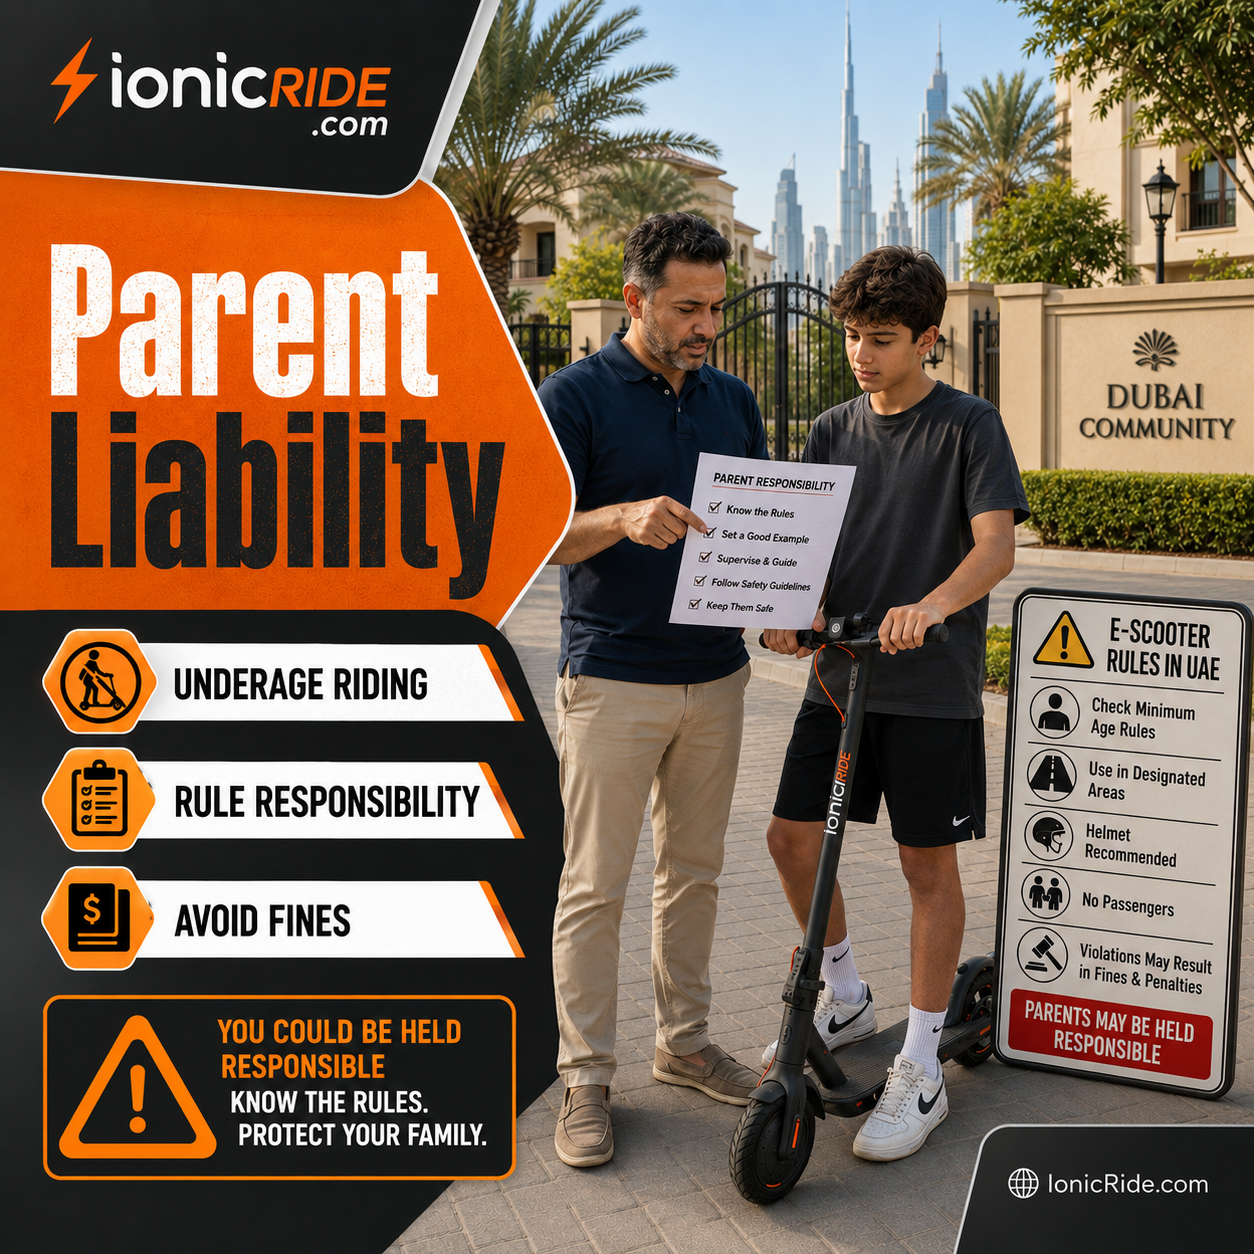 ionicRIDE
.com
Parent
Liability
UNDERAGE RIDING
RULE RESPONSIBILITY
AVOID FINES
YOU COULD BE HELD
RESPONSIBLE
KNOW THE RULES.
PROTECT YOUR FAMILY.
PARENT RESPONSIBILITY
Know the Rules
Set a Good Example
Supervise & Guide
Follow Safety Guidelines
Keep Them Safe
ionicRIDE
DUBAI
COMMUNITY
E-SCOOTER
RULES IN UAE
Check Minimum
Age Rules
Use in Designated
Areas
Helmet
Recommended
No Passengers
Violations May Result
in Fines & Penalties
PARENTS MAY BE HELD
RESPONSIBLE
IonicRide.com